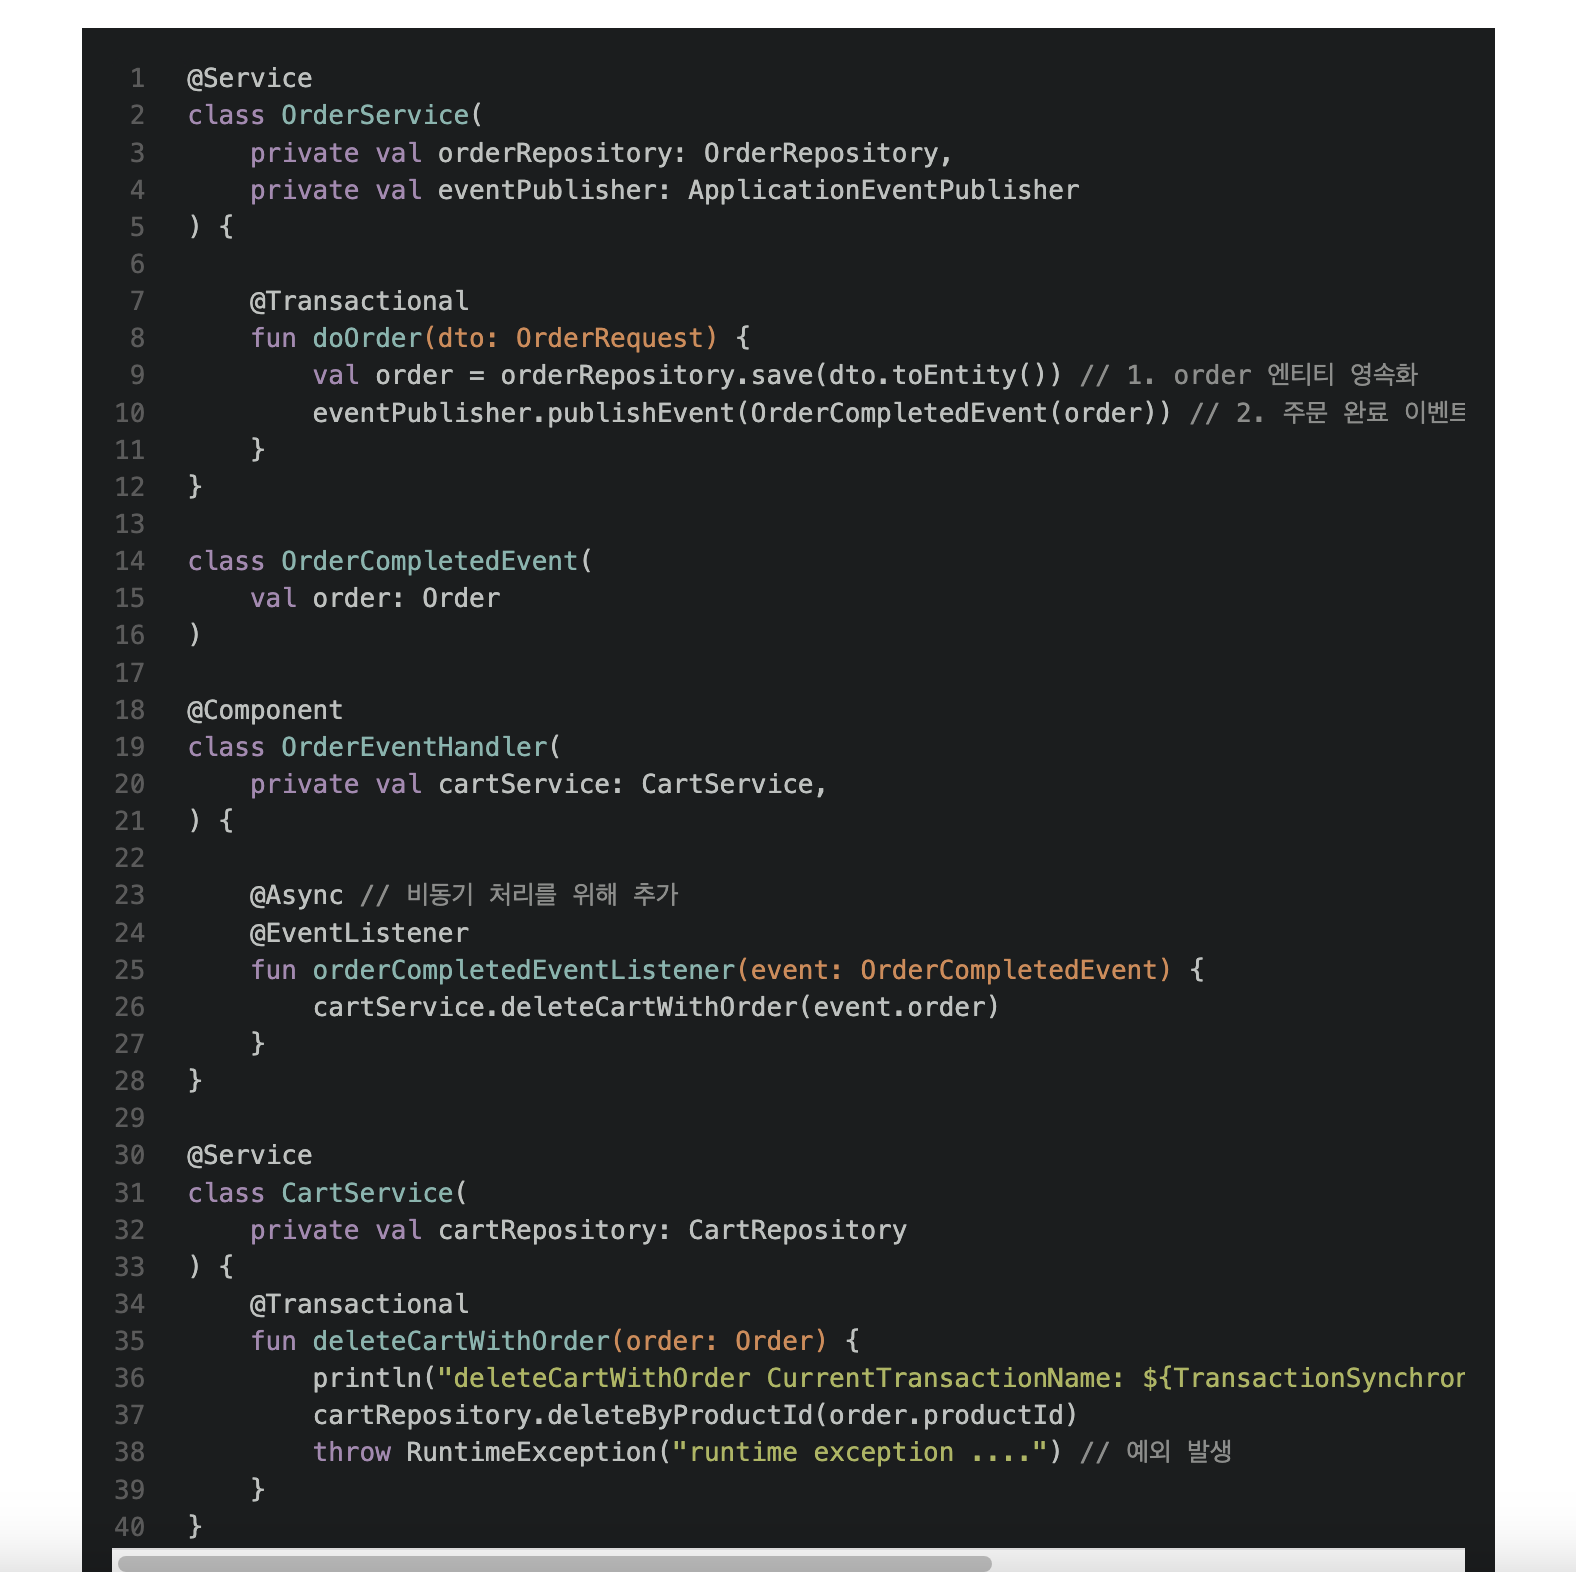 1 @Service
2 class OrderService(
3     private val orderRepository: OrderRepository,
4     private val eventPublisher: ApplicationEventPublisher
5 ) {
6
7     @Transactional
8     fun doOrder(dto: OrderRequest) {
9         val order = orderRepository.save(dto.toEntity()) // 1. order 엔티티 영속화
10         eventPublisher.publishEvent(OrderCompletedEvent(order)) // 2. 주문 완료 이벤트
11     }
12 }
13
14 class OrderCompletedEvent(
15     val order: Order
16 )
17
18 @Component
19 class OrderEventHandler(
20     private val cartService: CartService,
21 ) {
22
23     @Async // 비동기 처리를 위해 추가
24     @EventListener
25     fun orderCompletedEventListener(event: OrderCompletedEvent) {
26         cartService.deleteCartWithOrder(event.order)
27     }
28 }
29
30 @Service
31 class CartService(
32     private val cartRepository: CartRepository
33 ) {
34     @Transactional
35     fun deleteCartWithOrder(order: Order) {
36         println("deleteCartWithOrder CurrentTransactionName: ${TransactionSynchror
37         cartRepository.deleteByProductId(order.productId)
38         throw RuntimeException("runtime exception ....") // 예외 발생
39     }
40 }